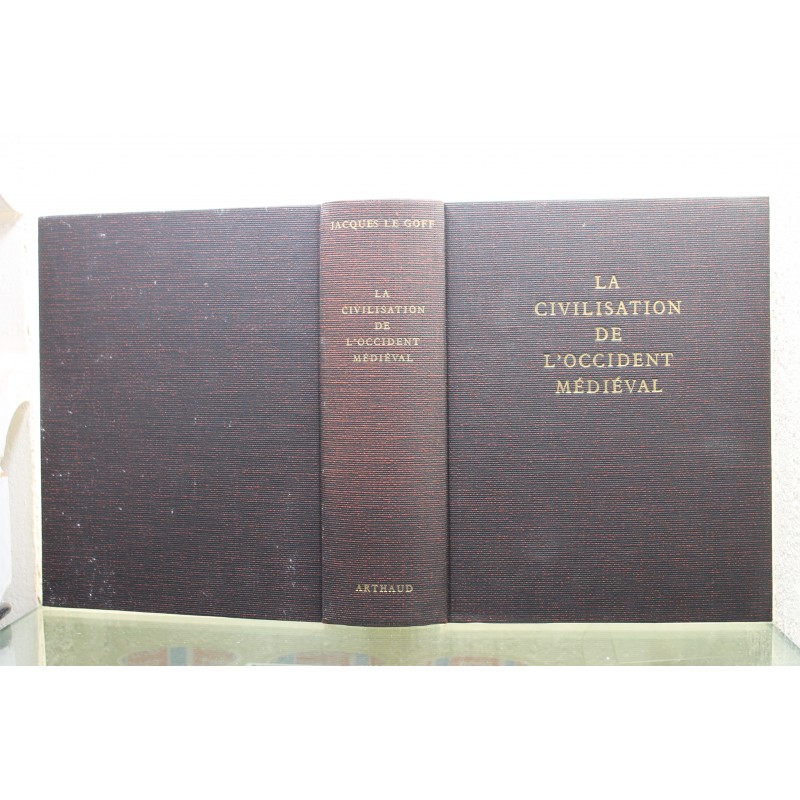 JACQUES LE GOFF
LA
CIVILISATION
DE
L'OCCIDENT
MÉDIÉVAL
ARTHAUD
LA
CIVILISATION
DE
L'OCCIDENT
MÉDIÉVAL